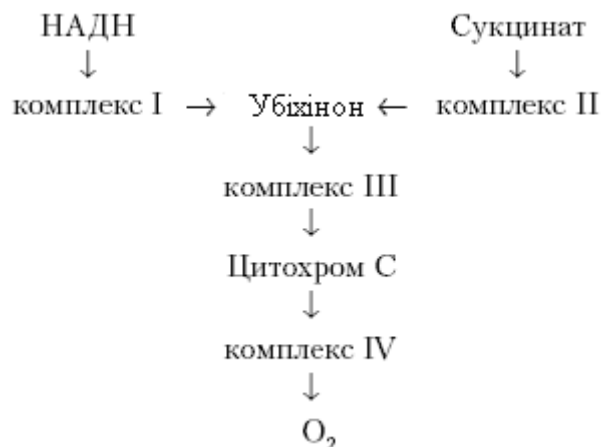 НАДН Сукцинат
↓ ↓
комплекс I → Убіхінон ← комплекс II
↓
комплекс III
↓
Цитохром С
↓
комплекс IV
↓
O₂